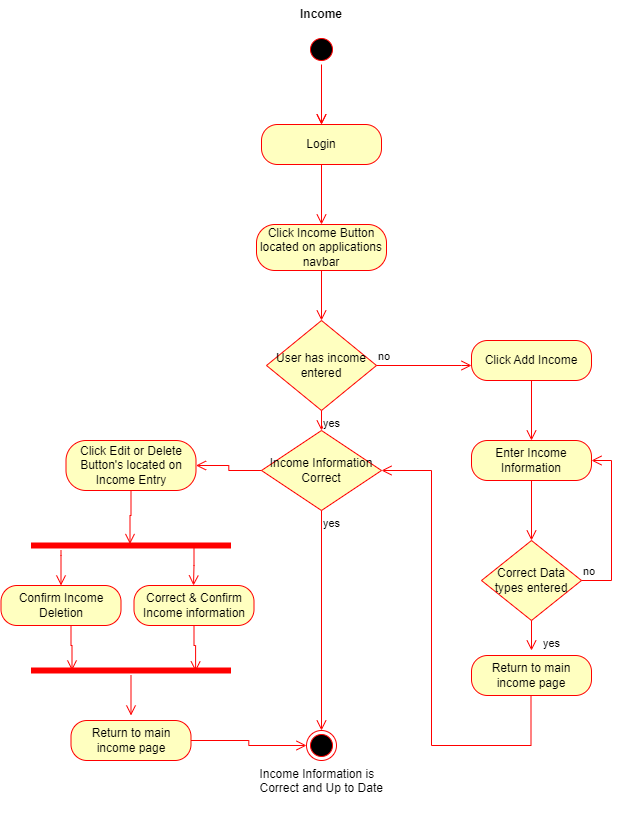 Income
Login
Click Income Button
located on applications
navbar
User has income
entered
no
Click Add Income
yes
Click Edit or Delete
Button's located on
Income Entry
Income Information
Correct
Enter Income
Information
yes
Correct Data
types entered
no
Confirm Income
Deletion
Correct & Confirm
Income information
yes
Return to main
income page
Return to main
income page
Income Information is
Correct and Up to Date